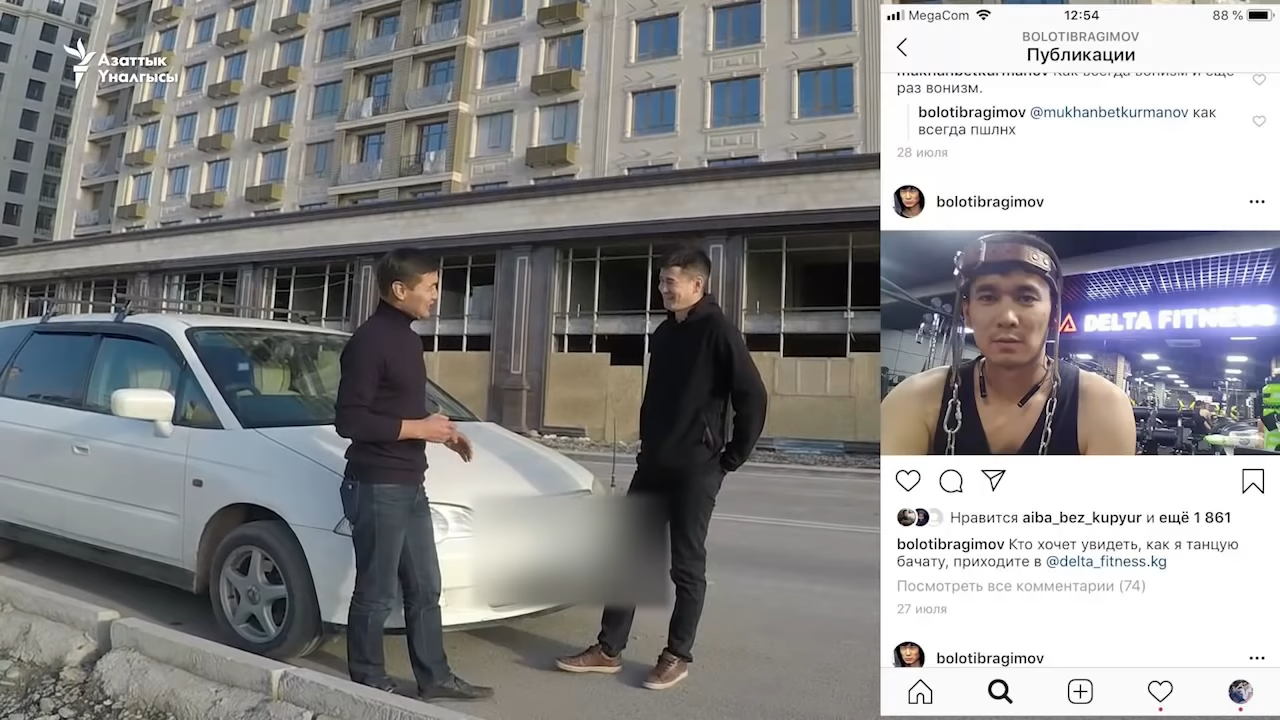 Азаттык
Үналгысы
MegaCom
12:54
88 %
BOLOTIBRAGIMOV
Публикации
mukhanbetkurmanov Как всегда вонизм и еще
раз вонизм.
bolotibragimov @mukhanbetkurmanov как
всегда пшлнх
28 июля
bolotibragimov
DELTA FITNESS
Нравится aiba_bez_kupyur и ещё 1 861
bolotibragimov Кто хочет увидеть, как я танцую
бачату, приходите в @delta_fitness.kg
Посмотреть все комментарии (74)
27 июля
bolotibragimov